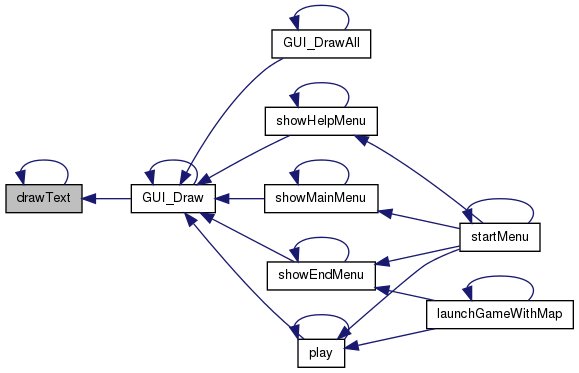 GUI_DrawAll
showHelpMenu
drawText
GUI_Draw
showMainMenu
startMenu
showEndMenu
launchGameWithMap
play